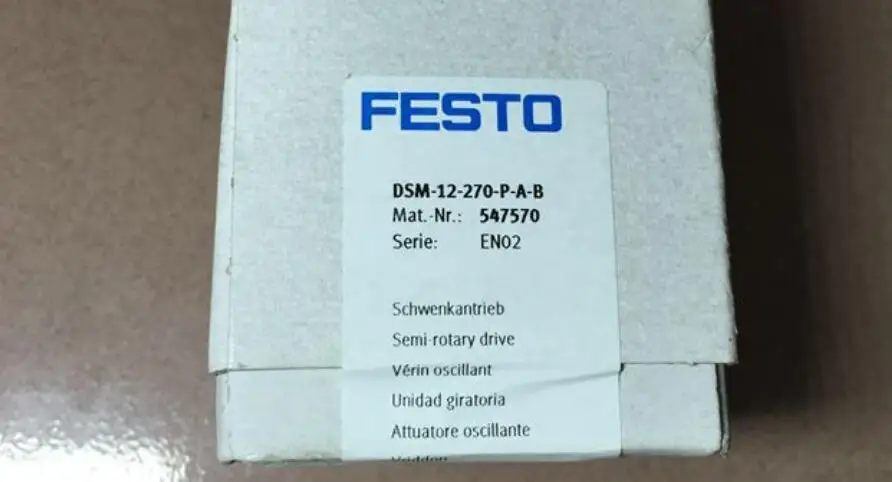 FESTO
DSM-12-270-P-A-B
Mat.-Nr.: 547570
Serie: EN02
Schwenkantrieb
Semi-rotary drive
Vérin oscillant
Unidad giratoria
Attuatore oscillante